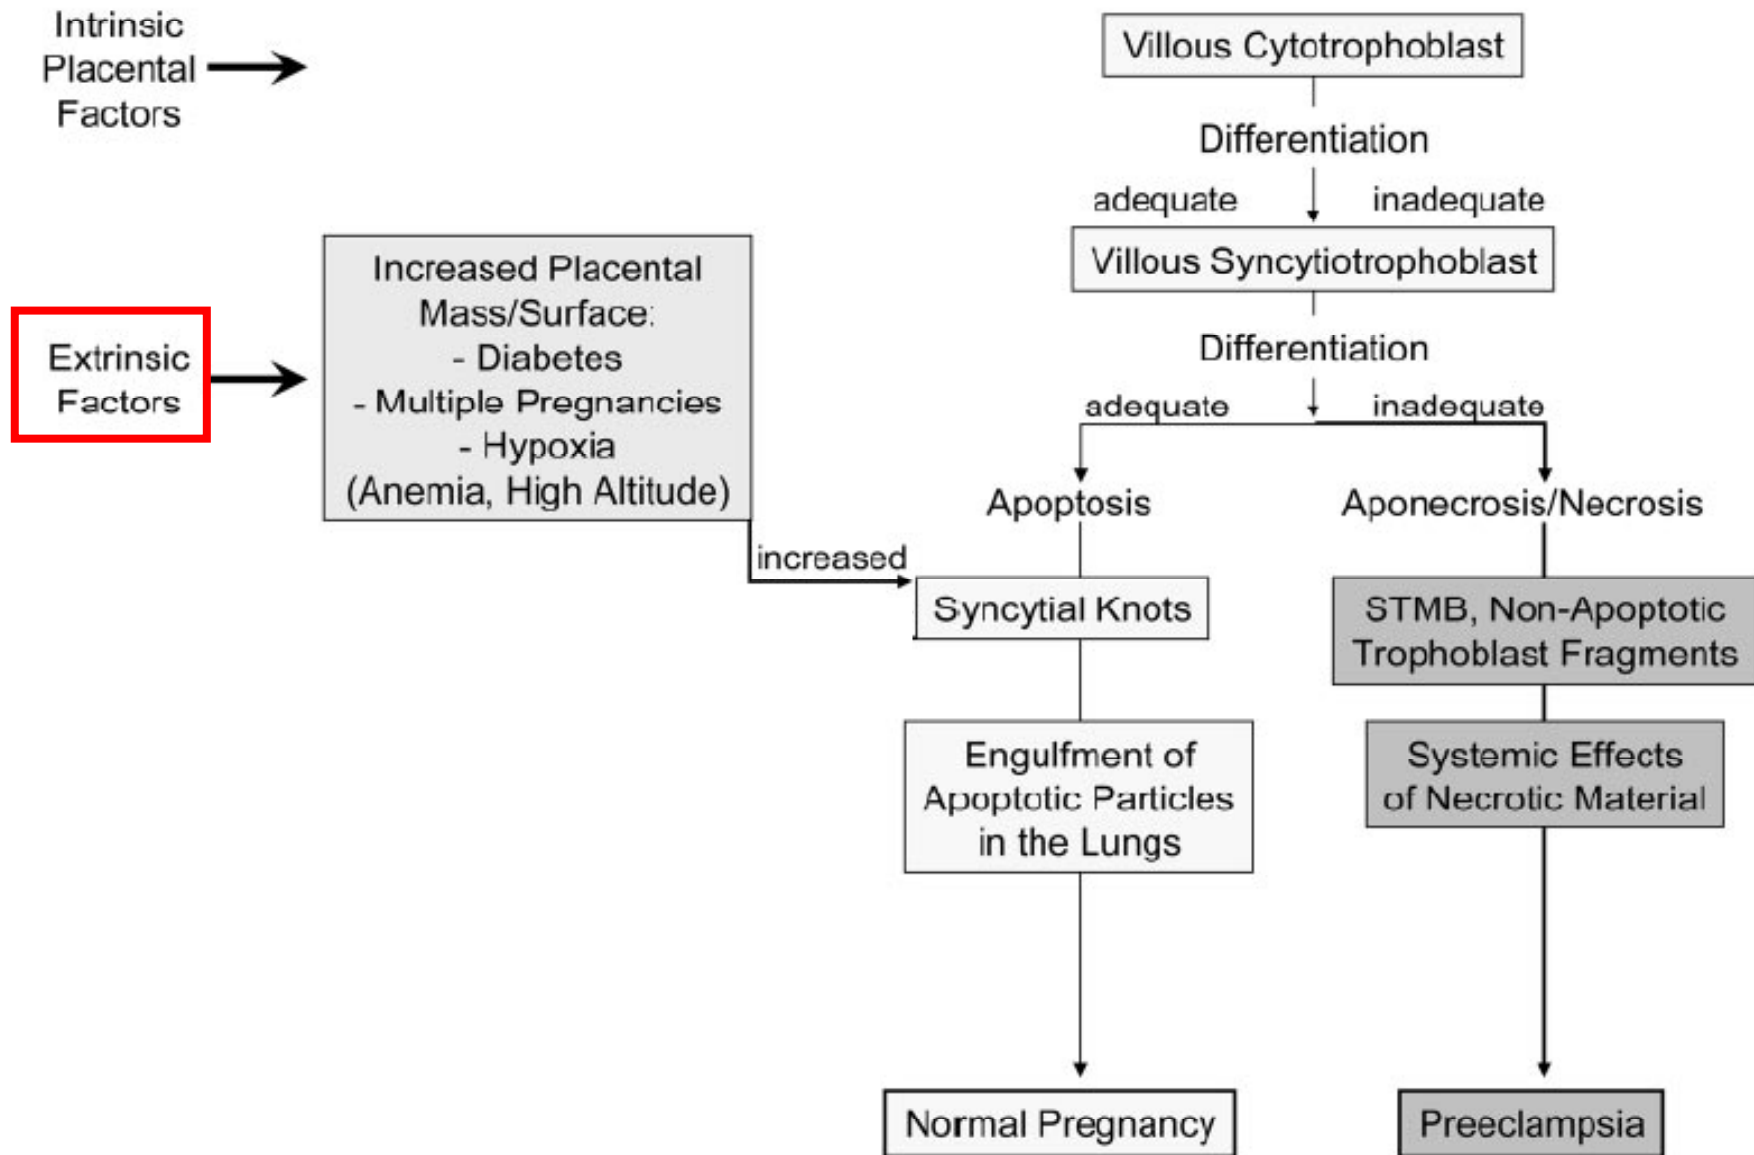 Intrinsic
Placental
Factors
Villous Cytotrophoblast
Differentiation
adequate
inadequate
Villous Syncytiotrophoblast
Increased Placental
Mass/Surface:
- Diabetes
- Multiple Pregnancies
- Hypoxia
(Anemia, High Altitude)
Extrinsic
Factors
Differentiation
adequate
inadequate
Apoptosis
Aponecrosis/Necrosis
increased
Syncytial Knots
STMB, Non-Apoptotic
Trophoblast Fragments
Engulfment of
Apoptotic Particles
in the Lungs
Systemic Effects
of Necrotic Material
Normal Pregnancy
Preeclampsia